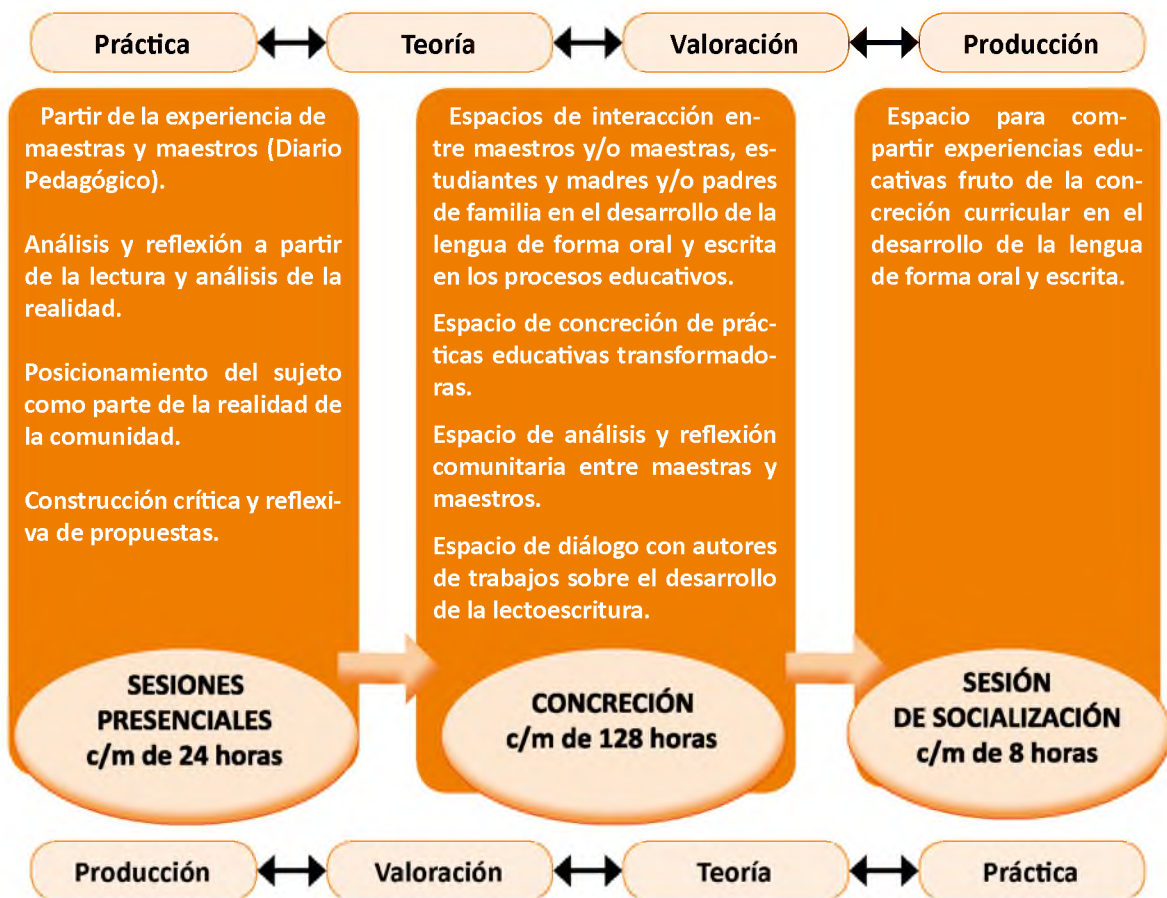 Práctica
Teoría
Valoración
Producción
Partir de la experiencia de
maestras y maestros (Diario
Pedagógico).
Análisis y reflexión a partir
de la lectura y análisis de la
realidad.
Posicionamiento del sujeto
como parte de la realidad de
la comunidad.
Construcción crítica y reflexi-
va de propuestas.
SESIONES
PRESENCIALES
c/m de 24 horas
Espacios de interacción en-
tre maestros y/o maestras, es-
tudiantes y madres y/o padres
de familia en el desarrollo de la
lengua de forma oral y escrita
en los procesos educativos.
Espacio de concreción de prác-
ticas educativas transformado-
ras.
Espacio de análisis y reflexión
comunitaria entre maestras y
maestros.
Espacio de diálogo con autores
de trabajos sobre el desarrollo
de la lectoescritura.
CONCRECIÓN
c/m de 128 horas
Espacio para com-
partir experiencias edu-
cativas fruto de la con-
creción curricular en el
desarrollo de la lengua
de forma oral y escrita.
SESIÓN
DE SOCIALIZACIÓN
c/m de 8 horas
Producción
Valoración
Teoría
Práctica